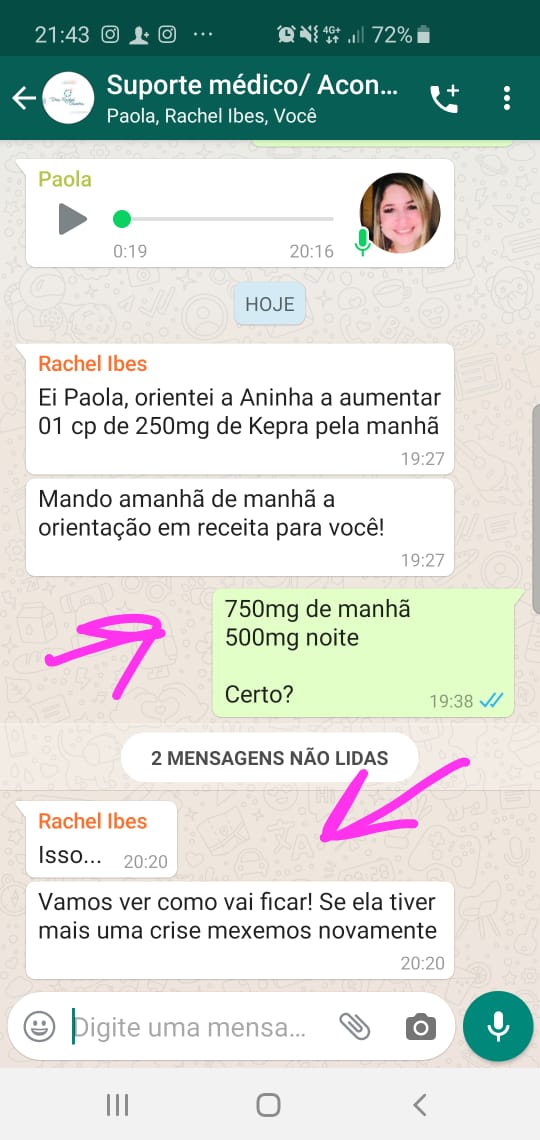 21:43
4G+
72%
Suporte médico/ Acon...
Paola, Rachel Ibes, Você
Paola
0:19
20:16
HOJE
Rachel Ibes
Ei Paola, orientei a Aninha a aumentar
01 cp de 250mg de Kepra pela manhã
19:27
Mando amanhã de manhã a
orientação em receita para você!
19:27
750mg de manhã
500mg noite
Certo?
19:38
2 MENSAGENS NÃO LIDAS
Rachel Ibes
Isso...
20:20
Vamos ver como vai ficar! Se ela tiver
mais uma crise mexemos novamente
20:20
Digite uma mensa...